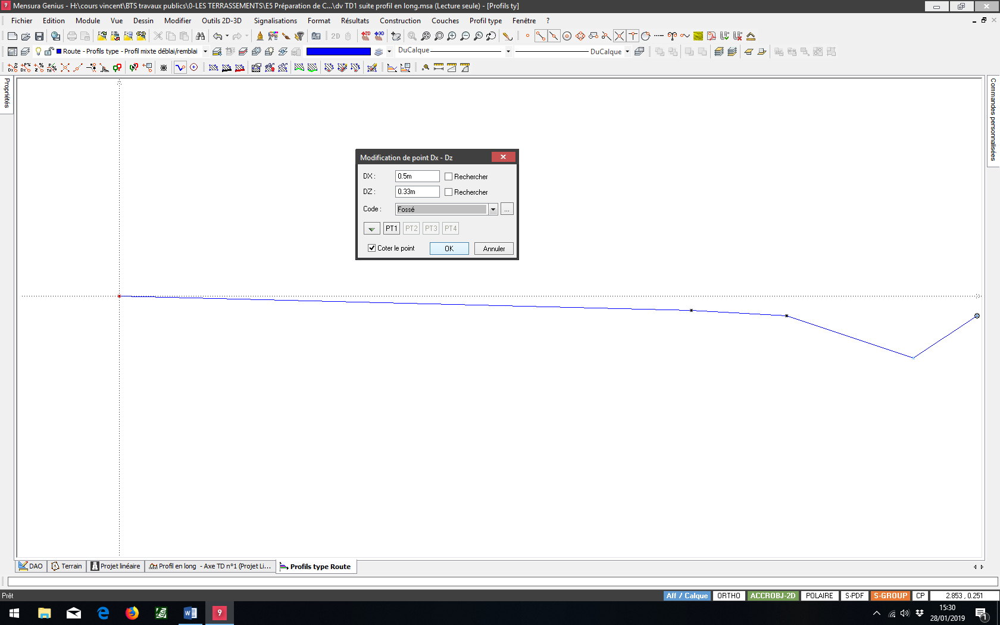 Mensura Genius - H:\cours vincent\BTS travaux publics\0-LES TERRASSEMENTS\E5 Préparation de C...\dv TD1 suite profil en long.msa (Lecture seule) - [Profils ty]
Fichier Edition Module Vue Dessin Modifier Outils 2D-3D Signalisations Format Résultats Construction Couches Profil type Fenêtre ?
Aff 2D
Route - Profils type - Profil mixte déblai/remblai DuCalque DuCalque
Propriétés
Commandes personnalisées
Modification de point Dx - Dz
DX : 0.5m Rechercher
DZ : 0.33m Rechercher
Code : Fossé ...
PT1 PT2 PT3 PT4
Coter le point OK Annuler
DAO Terrain Projet linéaire Profil en long - Axe TD n°1 (Projet Li... Profils type Route
Prêt Aff / Calque ORTHO ACCROBJ-2D POLAIRE S-PDF S-GROUP CP 2.853 , 0.251
15:30
28/01/2019
1